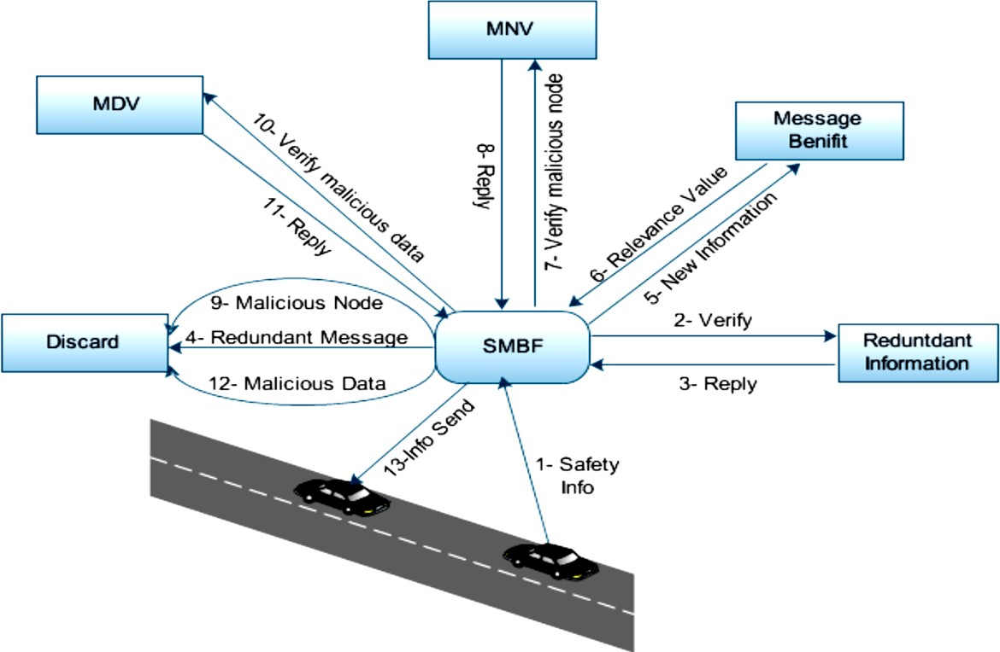 MNV
MDV
Message
Benifit
10- Verify malicious data
11- Reply
8- Reply
7- Verify malicious node
6- Relevance Value
5- New Information
9- Malicious Node
Discard
4- Redundant Message
12- Malicious Data
SMBF
2- Verify
3- Reply
Reduntdant
Information
13-Info Send
1- Safety
Info